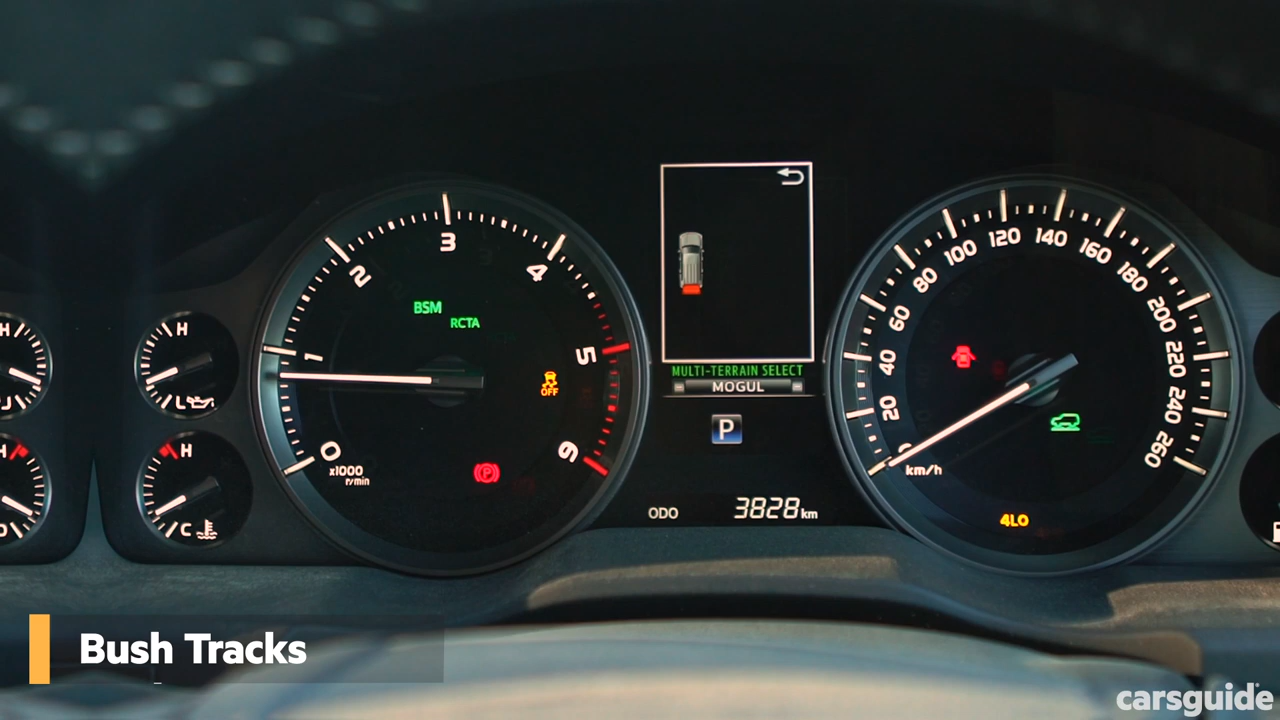 H
H
L
H
C
0
1
2
3
4
5
6
x1000
r/min
BSM
RCTA
OFF
(P)
MULTI-TERRAIN SELECT
MOGUL
P
ODO 3828 km
0
20
40
60
80
100
120
140
160
180
200
220
240
260
km/h
4LO
Bush Tracks
carsguide